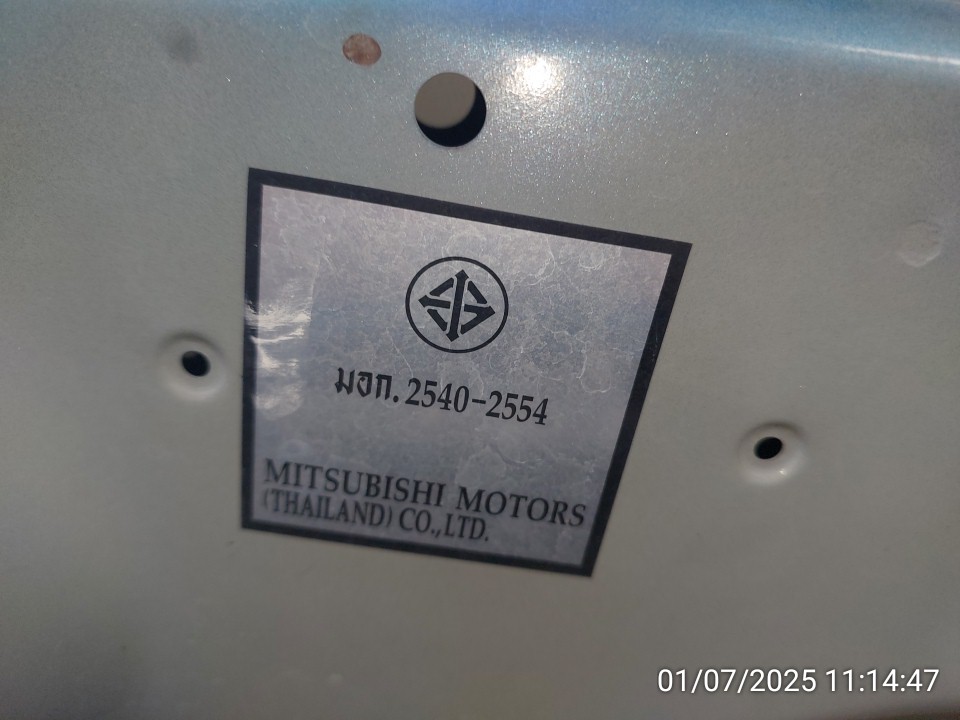 มอก. 2540-2554
MITSUBISHI MOTORS
(THAILAND) CO.,LTD.
01/07/2025 11:14:47